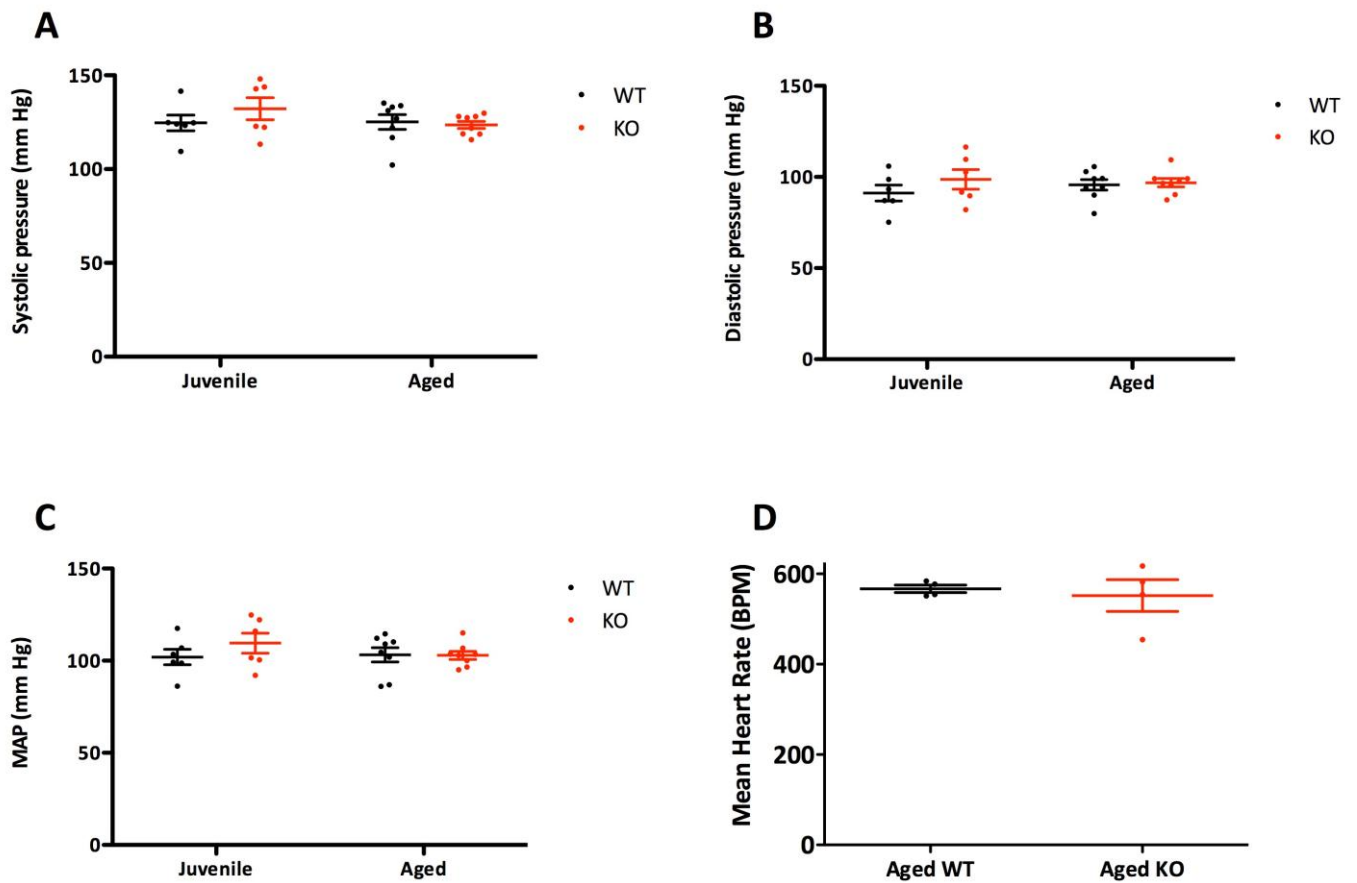 A
Systolic pressure (mm Hg)
150
100
50
0
Juvenile
Aged
WT
KO
B
Diastolic pressure (mm Hg)
150
100
50
0
Juvenile
Aged
WT
KO
C
MAP (mm Hg)
150
100
50
0
Juvenile
Aged
WT
KO
D
Mean Heart Rate (BPM)
600
400
200
0
Aged WT
Aged KO